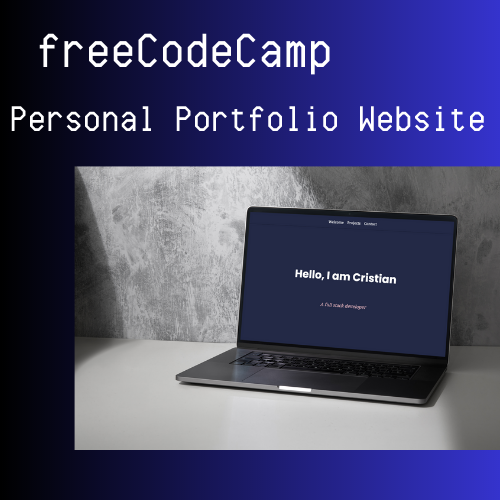 freeCodeCamp
Personal Portfolio Website
Welcome Projects Contact
Hello, I am Cristian
A Full stack developer